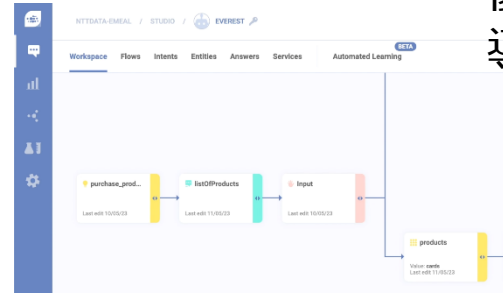 NTTDATA-EMEAL / STUDIO / EVEREST
BETA
Workspace Flows Intents Entities Answers Services Automated Learning
purchase_prod...
Last edit 10/05/23
listOfProducts
Last edit 11/05/23
Input
Last edit 10/05/23
products
Value: cards
Last edit 11/05/23